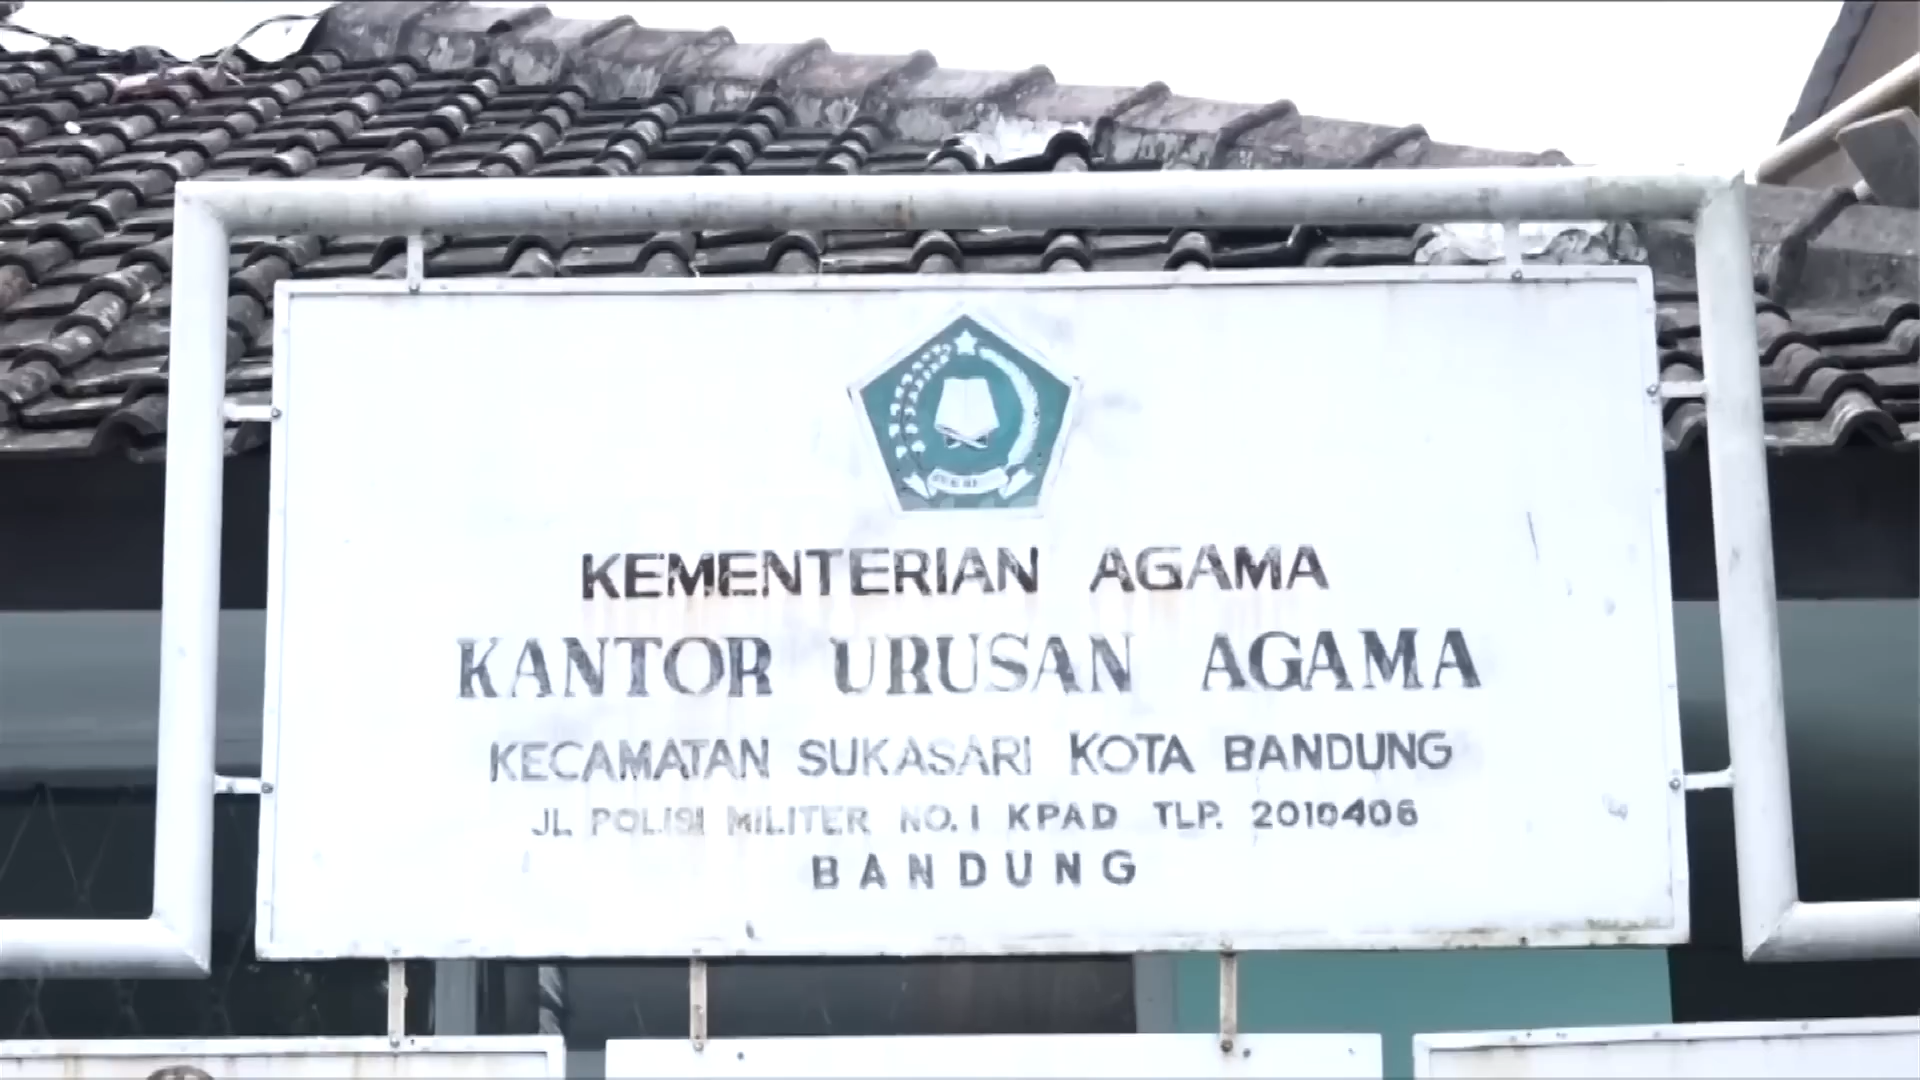 KEMENTERIAN AGAMA
KANTOR URUSAN AGAMA
KECAMATAN SUKASARI KOTA BANDUNG
JL. POLISI MILITER NO. 1 KPAD TLP. 2010406
BANDUNG